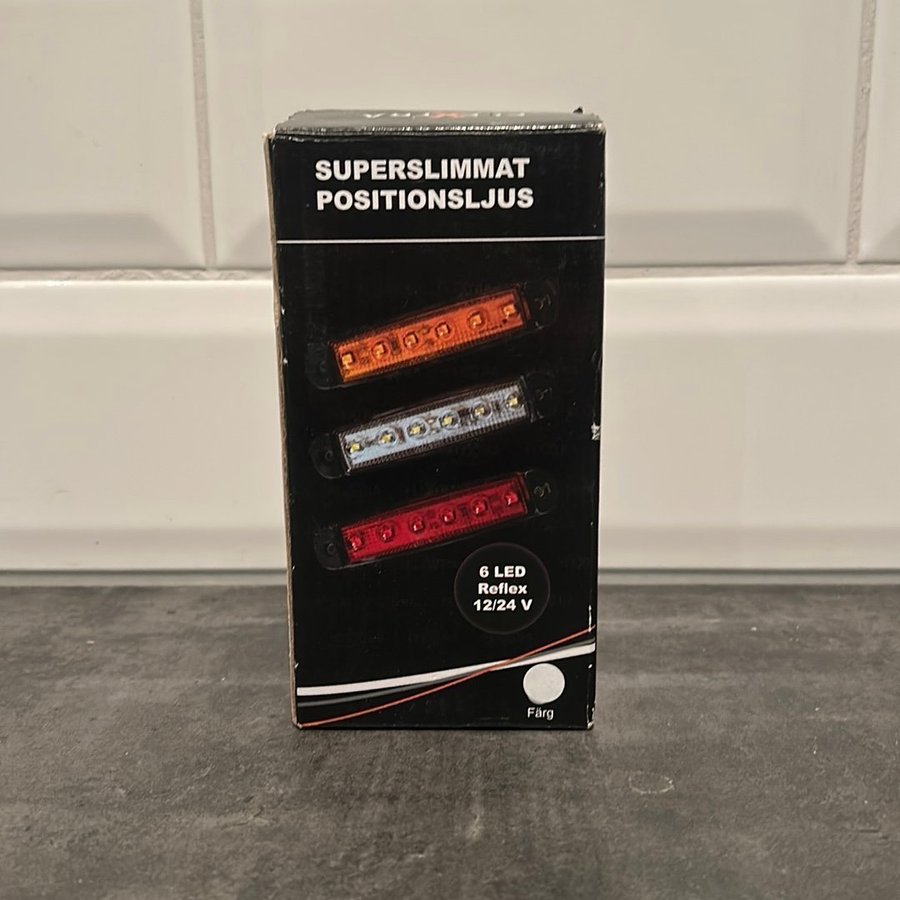 SUPERSLIMMAT
POSITIONSLJUS
6 LED
Reflex
12/24 V
Färg